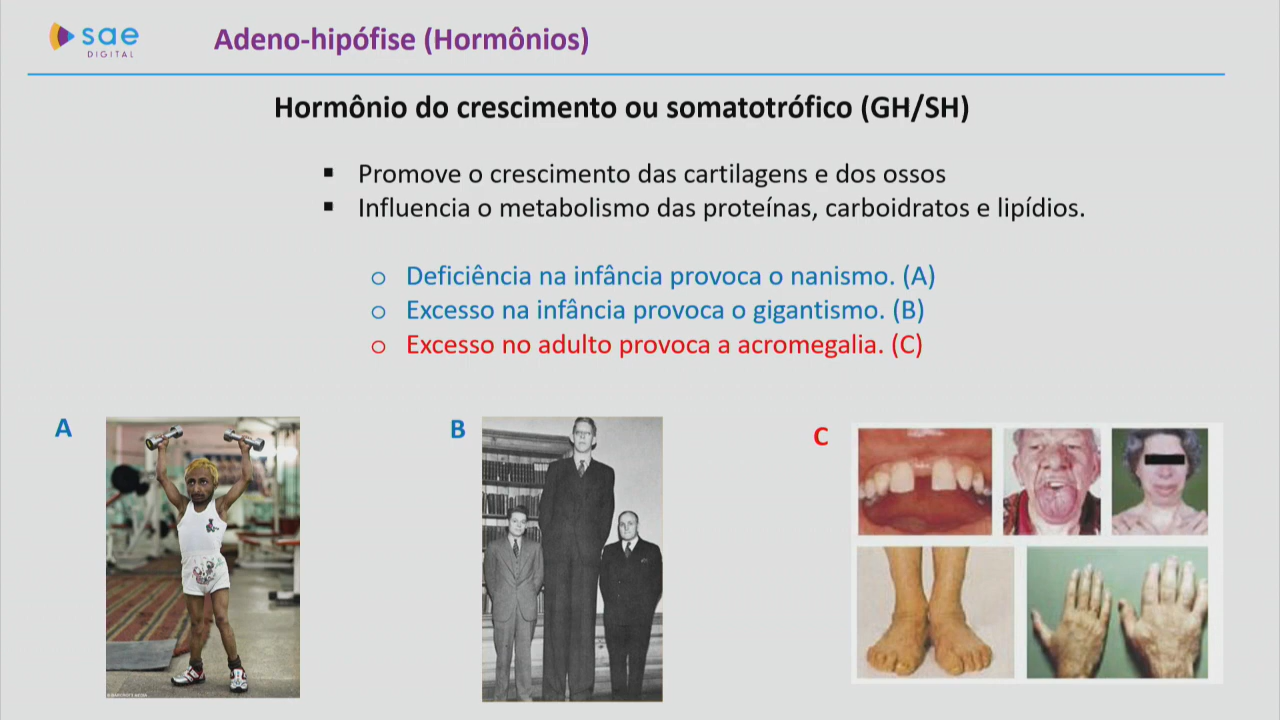 sae
DIGITAL
Adeno-hipófise (Hormônios)
Hormônio do crescimento ou somatotrófico (GH/SH)
▪ Promove o crescimento das cartilagens e dos ossos
▪ Influencia o metabolismo das proteínas, carboidratos e lipídios.
o Deficiência na infância provoca o nanismo. (A)
o Excesso na infância provoca o gigantismo. (B)
o Excesso no adulto provoca a acromegalia. (C)
A
B
C